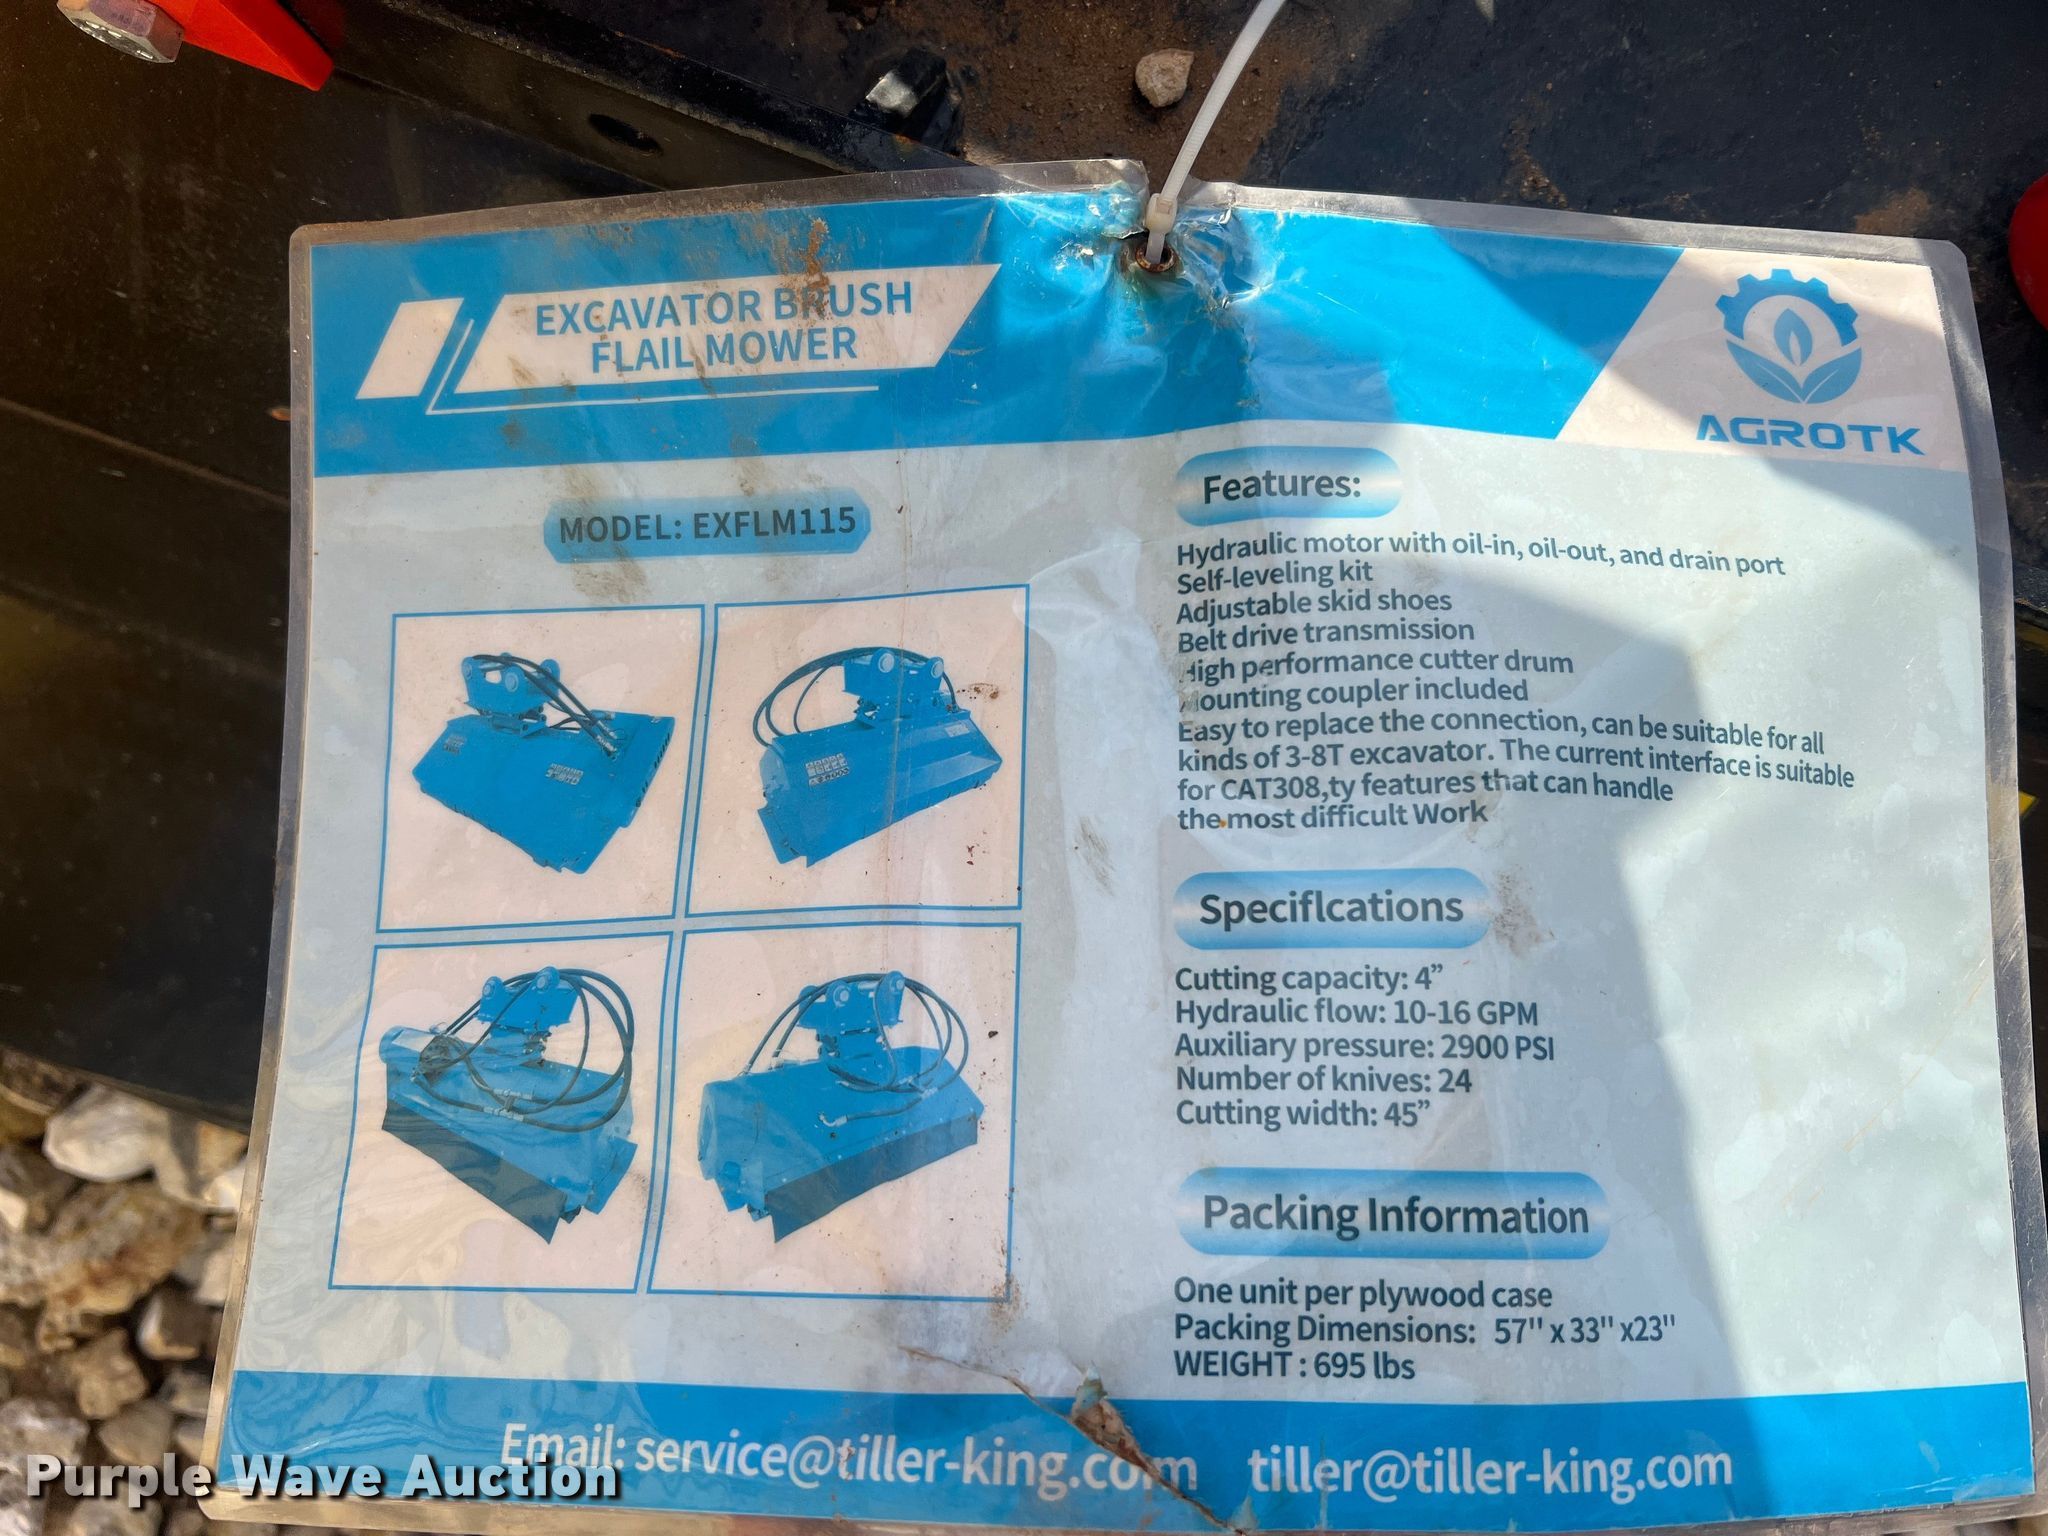 EXCAVATOR BRUSH
FLAIL MOWER
AGROTK
MODEL: EXFLM115
Features:
Hydraulic motor with oil-in, oil-out, and drain port
Self-leveling kit
Adjustable skid shoes
Belt drive transmission
High performance cutter drum
Mounting coupler included
Easy to replace the connection, can be suitable for all
kinds of 3-8T excavator. The current interface is suitable
for CAT308,ty features that can handle
the most difficult Work
Speciflcations
Cutting capacity: 4”
Hydraulic flow: 10-16 GPM
Auxiliary pressure: 2900 PSI
Number of knives: 24
Cutting width: 45”
Packing Information
One unit per plywood case
Packing Dimensions: 57" x 33" x23"
WEIGHT : 695 lbs
Email: service@tiller-king.com tiller@tiller-king.com
Purple Wave Auction